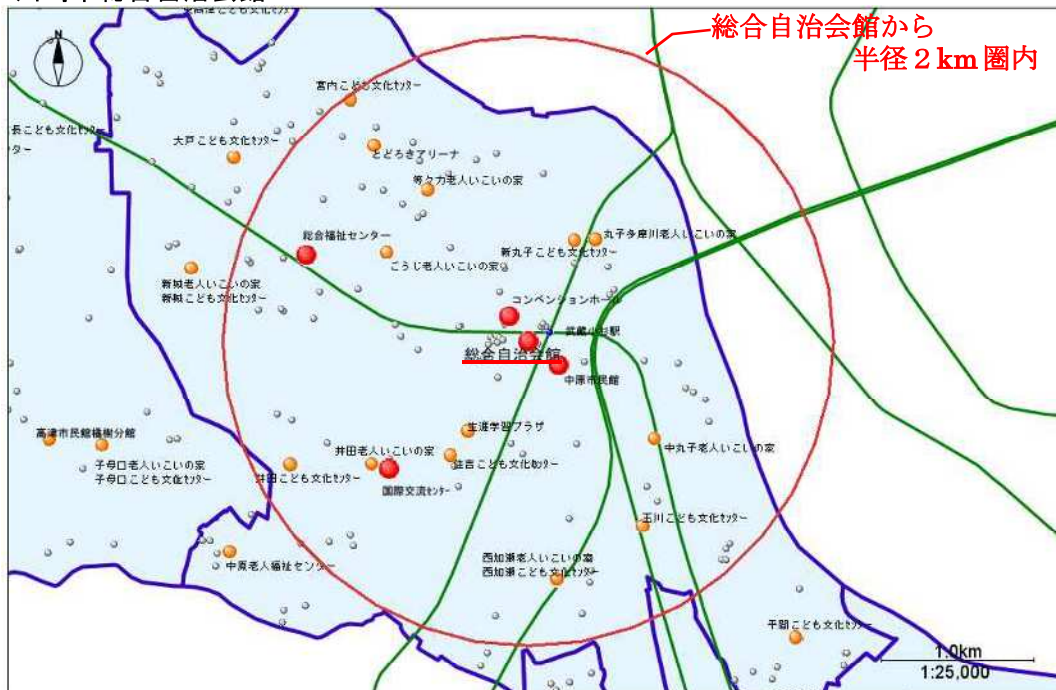 総合自治会館から
半径２km圏内
N
宮内こども文化センター
大戸こども文化センター
とどろきアリーナ
等々力老人いこいの家
総合福祉センター
こうじ老人いこいの家
丸子多摩川老人いこいの家
新丸子こども文化センター
新城老人いこいの家
新城こども文化センター
コンベンションホール
武蔵小杉駅
総合自治会館
中原市民館
高津市民館橘樹分館
子母口老人いこいの家
子母口こども文化センター
生涯学習プラザ
井田老人いこいの家
住吉こども文化センター
井田こども文化センター
国際交流センター
中丸子老人いこいの家
玉川こども文化センター
中原老人福祉センター
西加瀬老人いこいの家
西加瀬こども文化センター
平間こども文化センター
1.0km
1:25,000